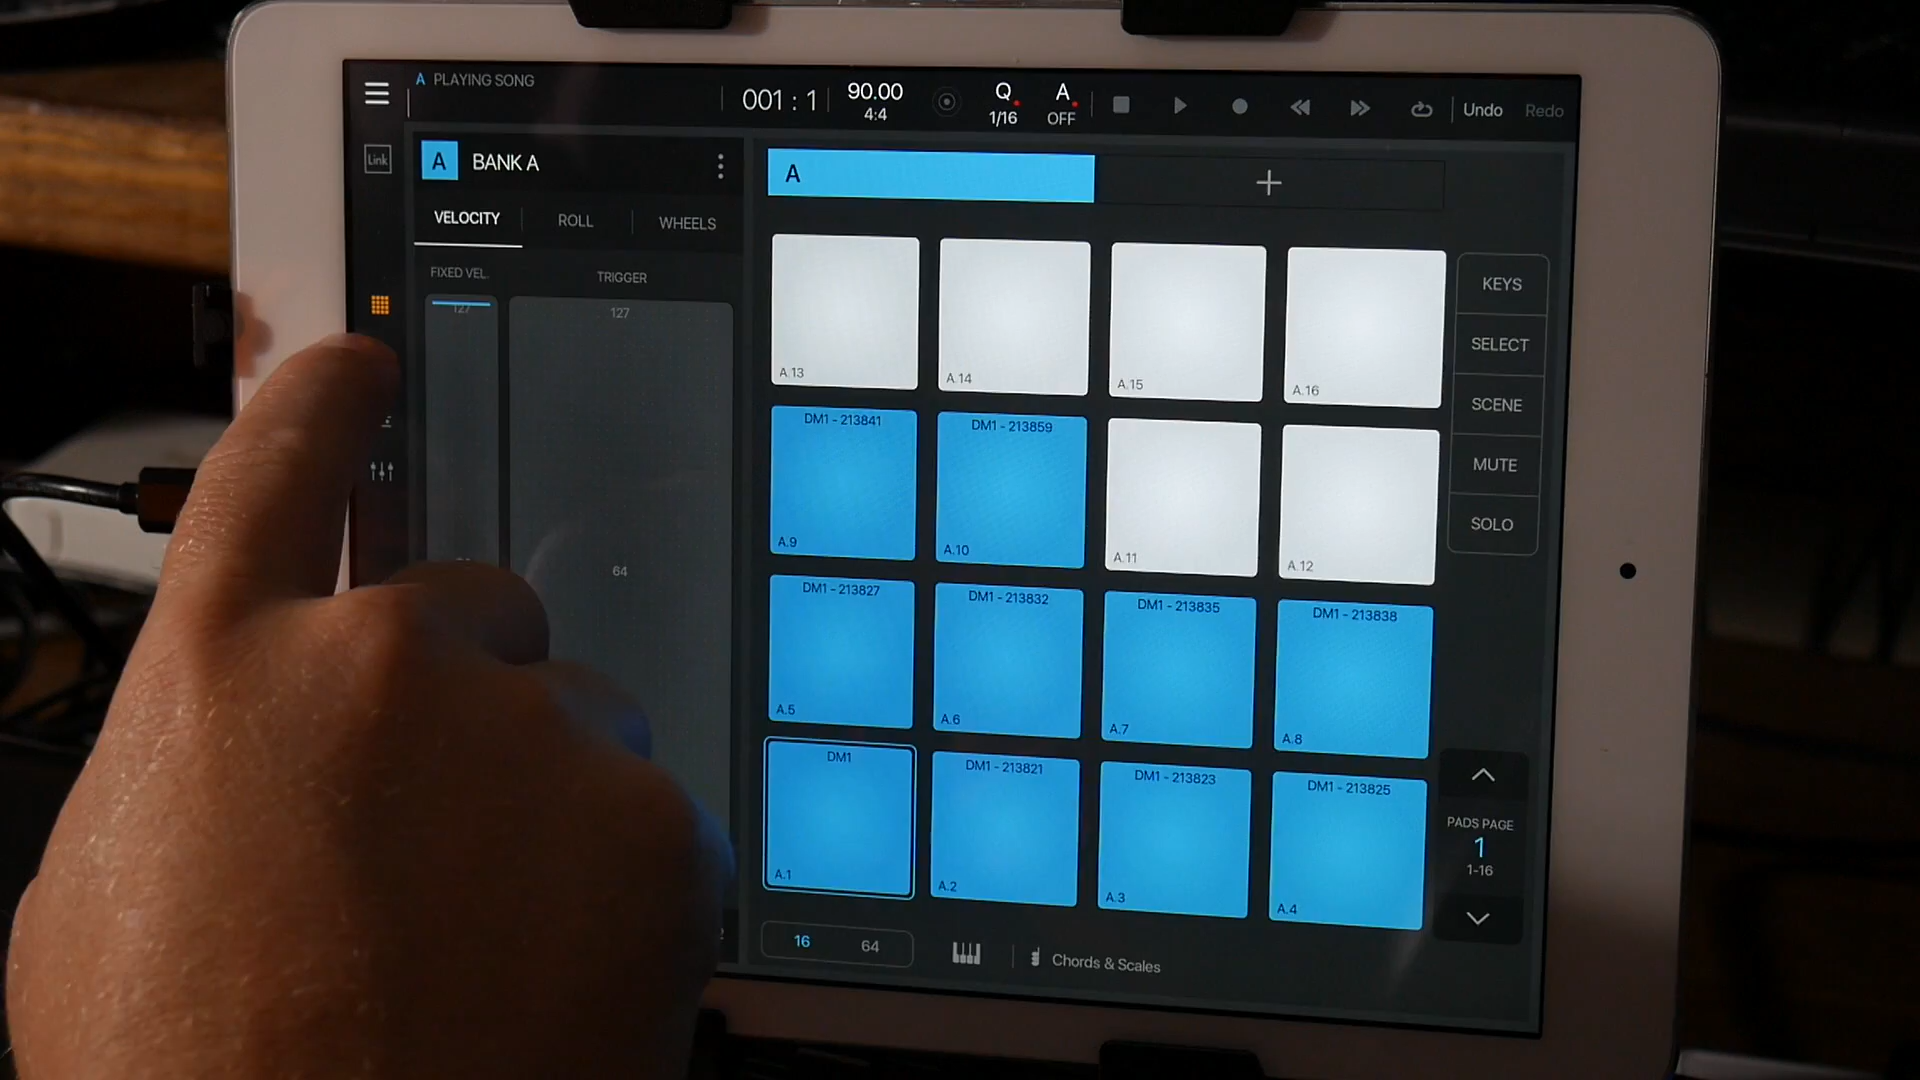 A PLAYING SONG
001 : 1
90.00
4:4
Q
1/16
A
OFF
Undo
Redo
Link
A BANK A
VELOCITY
ROLL
WHEELS
FIXED VEL.
TRIGGER
127
127
64
A
+
A.13
A.14
A.15
A.16
DM1 - 213841
A.9
DM1 - 213859
A.10
A.11
A.12
DM1 - 213827
A.5
DM1 - 213832
A.6
DM1 - 213835
A.7
DM1 - 213838
A.8
DM1
A.1
DM1 - 213821
A.2
DM1 - 213823
A.3
DM1 - 213825
A.4
KEYS
SELECT
SCENE
MUTE
SOLO
PADS PAGE
1
1-16
16
64
Chords & Scales